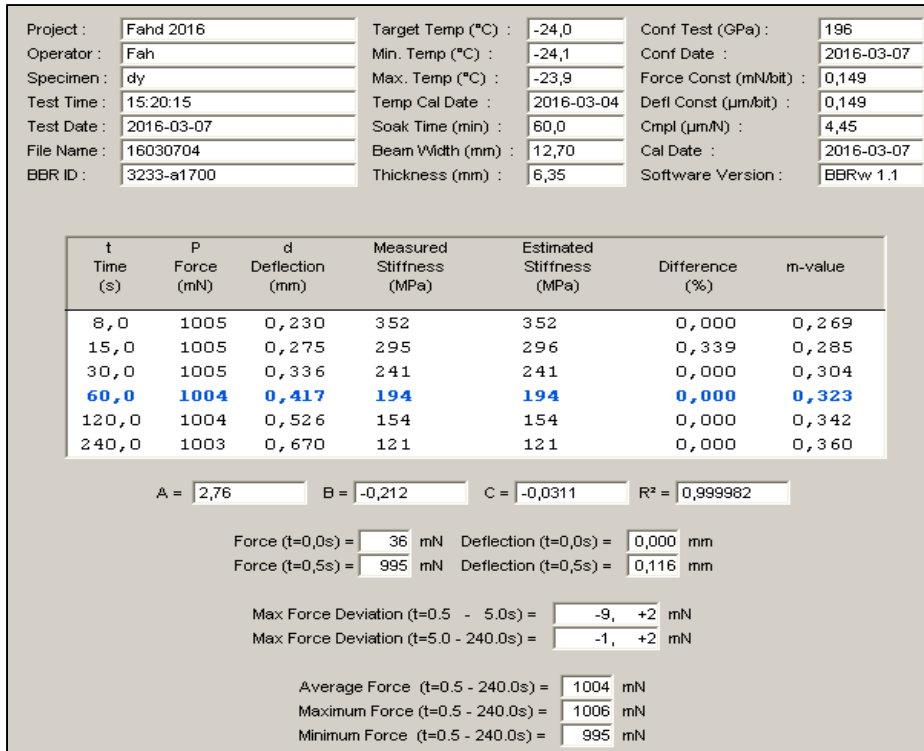 Project : Fahd 2016 Target Temp (°C) : -24,0 Conf Test (GPa) : 196
Operator : Fah Min. Temp (°C) : -24,1 Conf Date : 2016-03-07
Specimen : dy Max. Temp (°C) : -23,9 Force Const (mN/bit) : 0,149
Test Time : 15:20:15 Temp Cal Date : 2016-03-04 Defl Const (µm/bit) : 0,149
Test Date : 2016-03-07 Soak Time (min) : 60,0 Cmpl (µm/N) : 4,45
File Name : 16030704 Beam Width (mm) : 12,70 Cal Date : 2016-03-07
BBR ID : 3233-a1700 Thickness (mm) : 6,35 Software Version : BBRw 1.1
t P d Measured Estimated
Time Force Deflection Stiffness Stiffness Difference m-value
(s) (mN) (mm) (MPa) (MPa) (%)
8,0 1005 0,230 352 352 0,000 0,269
15,0 1005 0,275 295 296 0,339 0,285
30,0 1005 0,336 241 241 0,000 0,304
60,0 1004 0,417 194 194 0,000 0,323
120,0 1004 0,526 154 154 0,000 0,342
240,0 1003 0,670 121 121 0,000 0,360
A = 2,76 B = -0,212 C = -0,0311 R² = 0,999982
Force (t=0,0s) = 36 mN Deflection (t=0,0s) = 0,000 mm
Force (t=0,5s) = 995 mN Deflection (t=0,5s) = 0,116 mm
Max Force Deviation (t=0.5 - 5.0s) = -9, +2 mN
Max Force Deviation (t=5.0 - 240.0s) = -1, +2 mN
Average Force (t=0.5 - 240.0s) = 1004 mN
Maximum Force (t=0.5 - 240.0s) = 1006 mN
Minimum Force (t=0.5 - 240.0s) = 995 mN